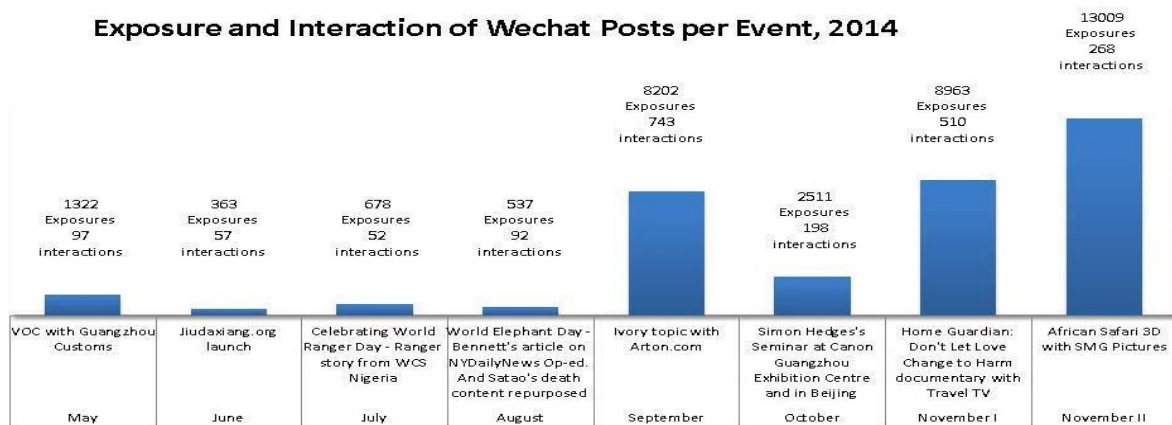 Exposure and Interaction of Wechat Posts per Event, 2014
1322
Exposures
97
interactions
363
Exposures
57
interactions
678
Exposures
52
interactions
537
Exposures
92
interactions
8202
Exposures
743
interactions
2511
Exposures
198
interactions
8963
Exposures
510
interactions
13009
Exposures
268
interactions
VOC with Guangzhou
Customs
May
Jiudaxiang.org
launch
June
Celebrating World
Ranger Day - Ranger
story from WCS
Nigeria
July
World Elephant Day -
Bennett's article on
NYDailyNews Op-ed.
And Satao's death
content repurposed
August
Ivory topic with
Arton.com
September
Simon Hedges's
Seminar at Canon
Guangzhou
Exhibition Centre
and in Beijing
October
Home Guardian:
Don't Let Love
Change to Harm
documentary with
Travel TV
November I
African Safari 3D
with SMG Pictures
November II